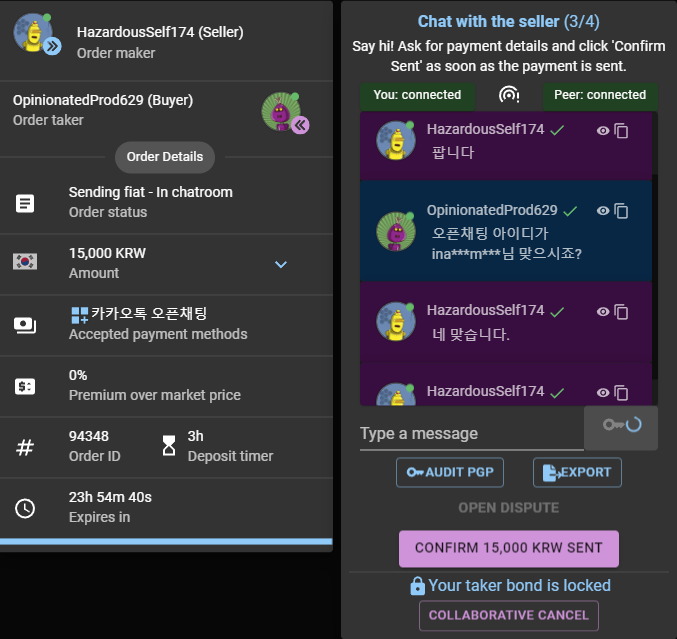 HazardousSelf174 (Seller)
Order maker
OpinionatedProd629 (Buyer)
Order taker
Order Details
Sending fiat - In chatroom
Order status
15,000 KRW
Amount
카카오톡 오픈채팅
Accepted payment methods
0%
Premium over market price
94348
Order ID
3h
Deposit timer
23h 54m 40s
Expires in
Chat with the seller (3/4)
Say hi! Ask for payment details and click 'Confirm
Sent' as soon as the payment is sent.
You: connected
Peer: connected
HazardousSelf174
팝니다
OpinionatedProd629
오픈채팅 아이디가
ina***m***님 맞으시죠?
HazardousSelf174
네 맞습니다.
HazardousSelf174
Type a message
AUDIT PGP
EXPORT
OPEN DISPUTE
CONFIRM 15,000 KRW SENT
Your taker bond is locked
COLLABORATIVE CANCEL